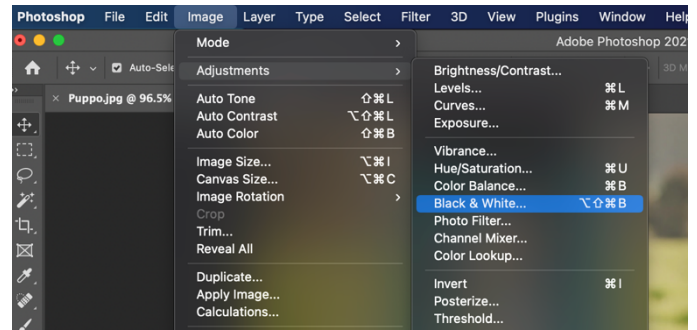 Photoshop File Edit Image Layer Type Select Filter 3D View Plugins Window Help
Adobe Photoshop 202
Auto-Sele
3D M
× Puppo.jpg @ 96.5%
Mode ›
Adjustments ›
Auto Tone ⇧⌘L
Auto Contrast ⌥⇧⌘L
Auto Color ⇧⌘B
Image Size... ⌥⌘I
Canvas Size... ⌥⌘C
Image Rotation ›
Crop
Trim...
Reveal All
Duplicate...
Apply Image...
Calculations...
Brightness/Contrast...
Levels... ⌘L
Curves... ⌘M
Exposure...
Vibrance...
Hue/Saturation... ⌘U
Color Balance... ⌘B
Black & White... ⌥⇧⌘B
Photo Filter...
Channel Mixer...
Color Lookup...
Invert ⌘I
Posterize...
Threshold...